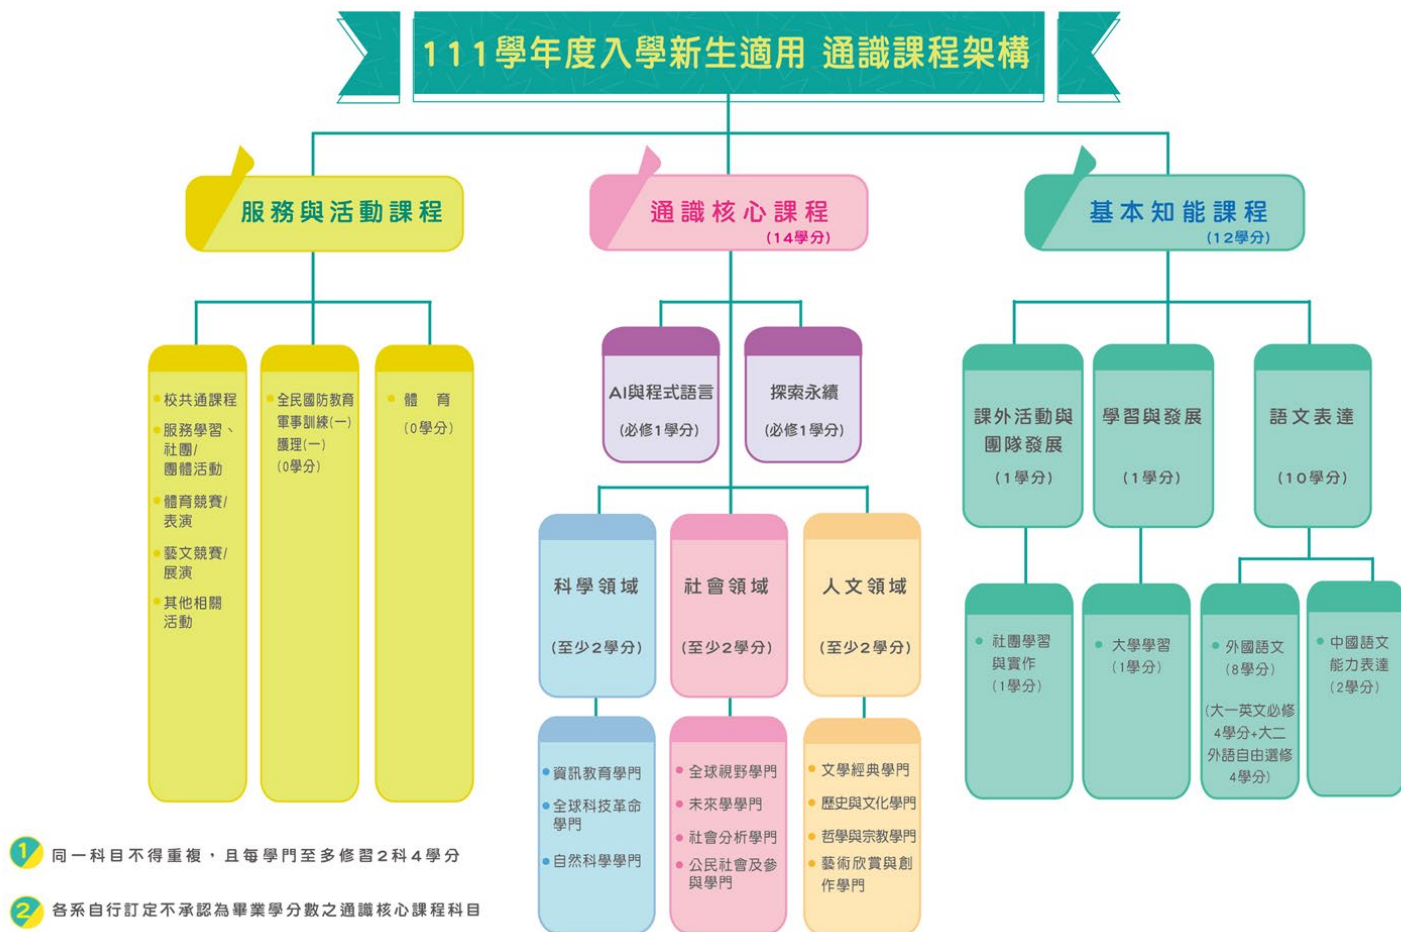 111學年度入學新生適用 通識課程架構
服務與活動課程
校共通課程
服務學習、
社團/
團體活動
體育競賽/
表演
藝文競賽/
展演
其他相關
活動
全民國防教育
軍事訓練(一)
護理(一)
(0學分)
體 育
(0學分)
通識核心課程
(14學分)
AI與程式語言
(必修1學分)
探索永續
(必修1學分)
科學領域
(至少2學分)
資訊教育學門
全球科技革命
學門
自然科學學門
社會領域
(至少2學分)
全球視野學門
未來學學門
社會分析學門
公民社會及參
與學門
人文領域
(至少2學分)
文學經典學門
歷史與文化學門
哲學與宗教學門
藝術欣賞與創
作學門
基本知能課程
(12學分)
課外活動與
團隊發展
(1學分)
社團學習
與實作
(1學分)
學習與發展
(1學分)
大學學習
(1學分)
語文表達
(10學分)
外國語文
(8學分)
(大一英文必修
4學分+大二
外語自由選修
4學分)
中國語文
能力表達
(2學分)
1 同一科目不得重複，且每學門至多修習2科4學分
2 各系自行訂定不承認為畢業學分數之通識核心課程科目